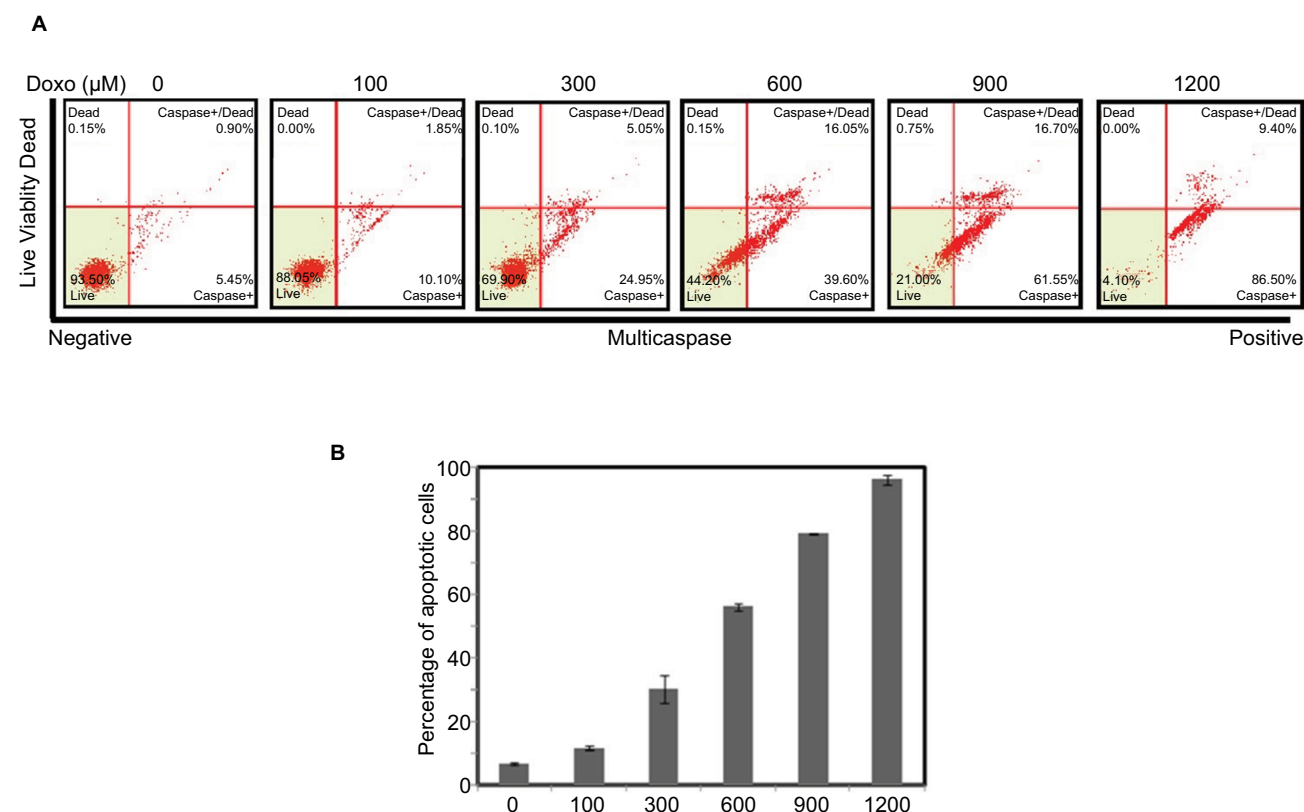 A
Doxo (µM) 0 100 300 600 900 1200
Live Viablity Dead
Dead Caspase+/Dead
0.15% 0.90%
93.50% 5.45%
Live Caspase+
Dead Caspase+/Dead
0.00% 1.85%
88.05% 10.10%
Live Caspase+
Dead Caspase+/Dead
0.10% 5.05%
69.90% 24.95%
Live Caspase+
Dead Caspase+/Dead
0.15% 16.05%
44.20% 39.60%
Live Caspase+
Dead Caspase+/Dead
0.75% 16.70%
21.00% 61.55%
Live Caspase+
Dead Caspase+/Dead
0.00% 9.40%
4.10% 86.50%
Live Caspase+
Negative Multicaspase Positive
B
Percentage of apoptotic cells
100
80
60
40
20
0
0 100 300 600 900 1200